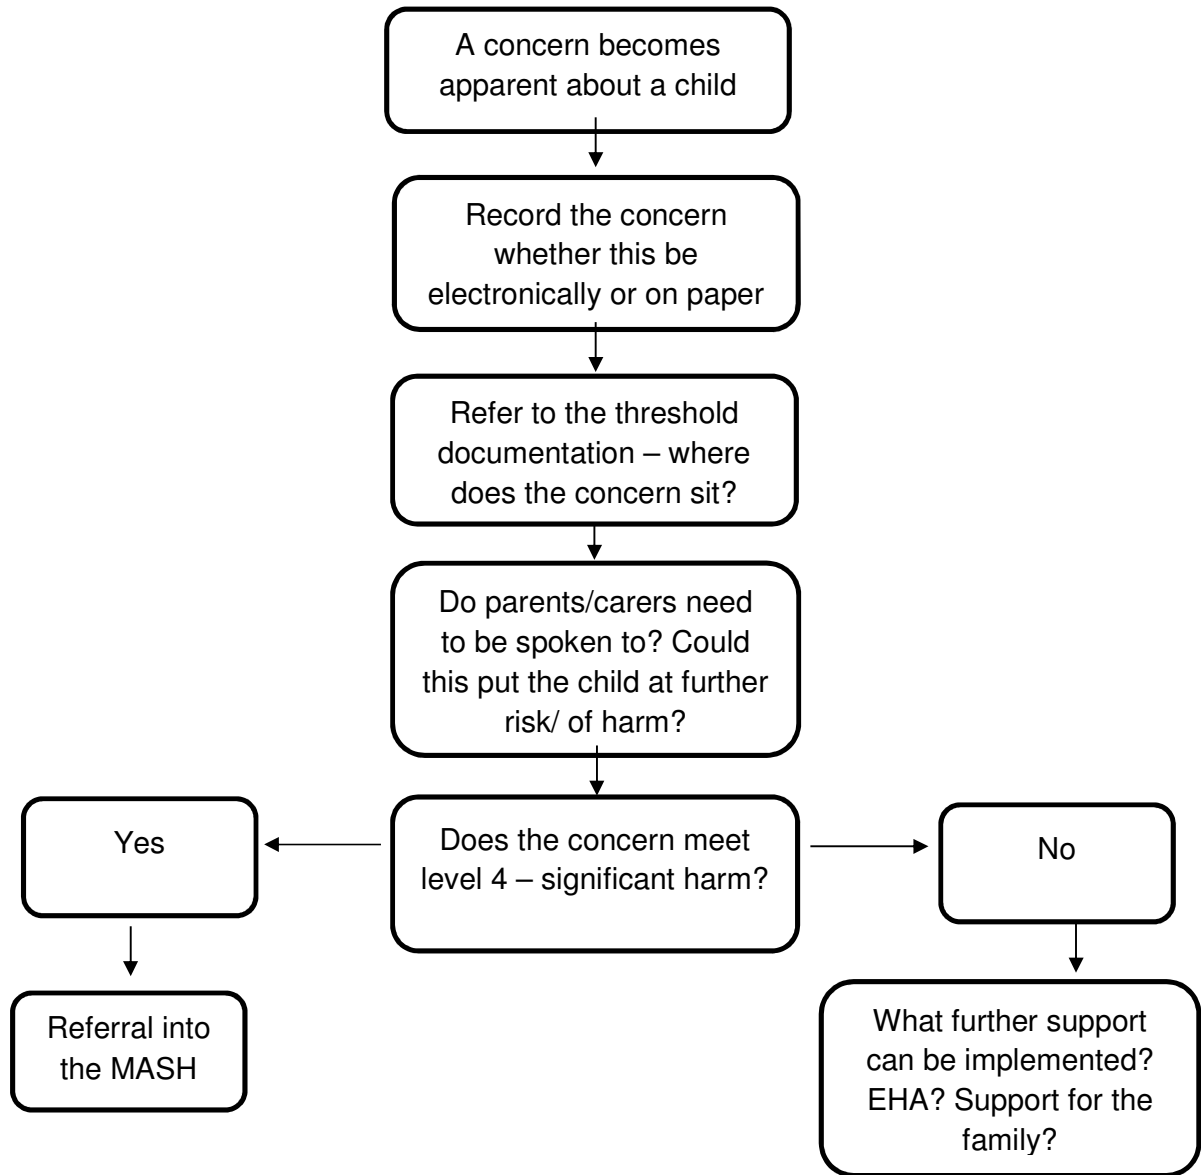 A concern becomes
apparent about a child
Record the concern
whether this be
electronically or on paper
Refer to the threshold
documentation – where
does the concern sit?
Do parents/carers need
to be spoken to? Could
this put the child at further
risk/ of harm?
Does the concern meet
level 4 – significant harm?
Yes
No
Referral into
the MASH
What further support
can be implemented?
EHA? Support for the
family?